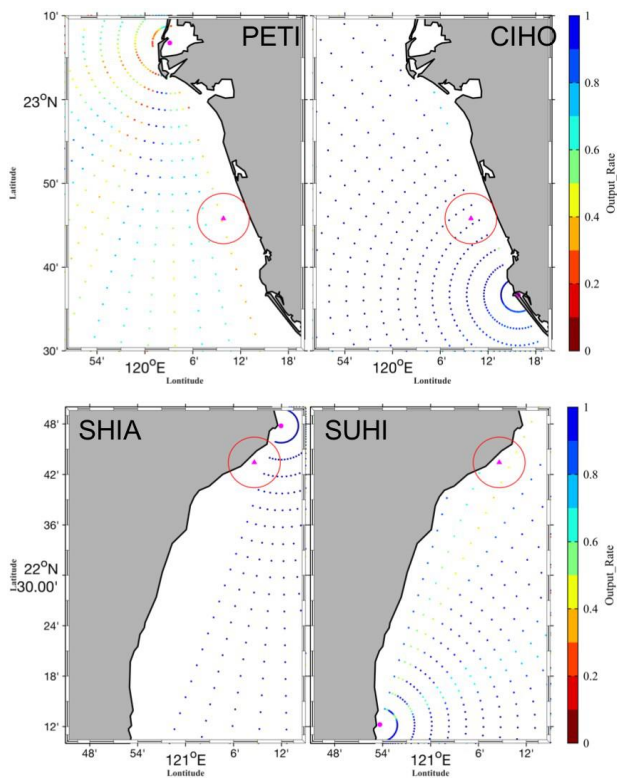 PETI
CIHO
10'
23°N
50'
40'
30'
Latitude
54'
120°E
6'
12'
18'
Lontitude
54'
120°E
6'
12'
18'
Lontitude
1
0.8
0.6
0.4
0.2
0
Output_Rate
SHIA
SUHI
48'
42'
36'
22°N
30.00'
24'
18'
12'
Latitude
48'
54'
121°E
6'
12'
Lontitude
48'
54'
121°E
6'
12'
Lontitude
1
0.8
0.6
0.4
0.2
0
Output_Rate